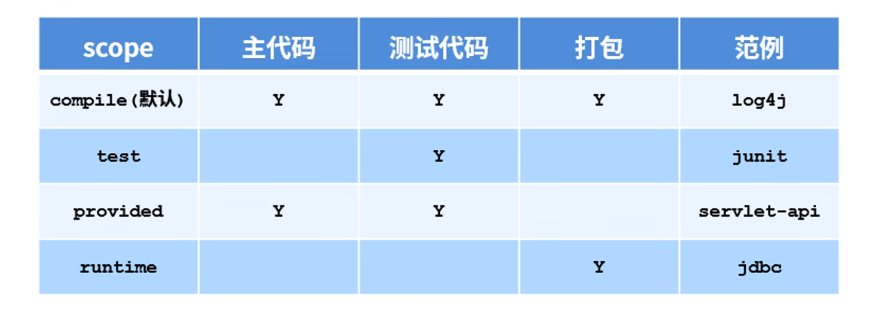 scope 主代码 测试代码 打包 范例
compile(默认) Y Y Y log4j
test Y junit
provided Y Y servlet-api
runtime Y jdbc